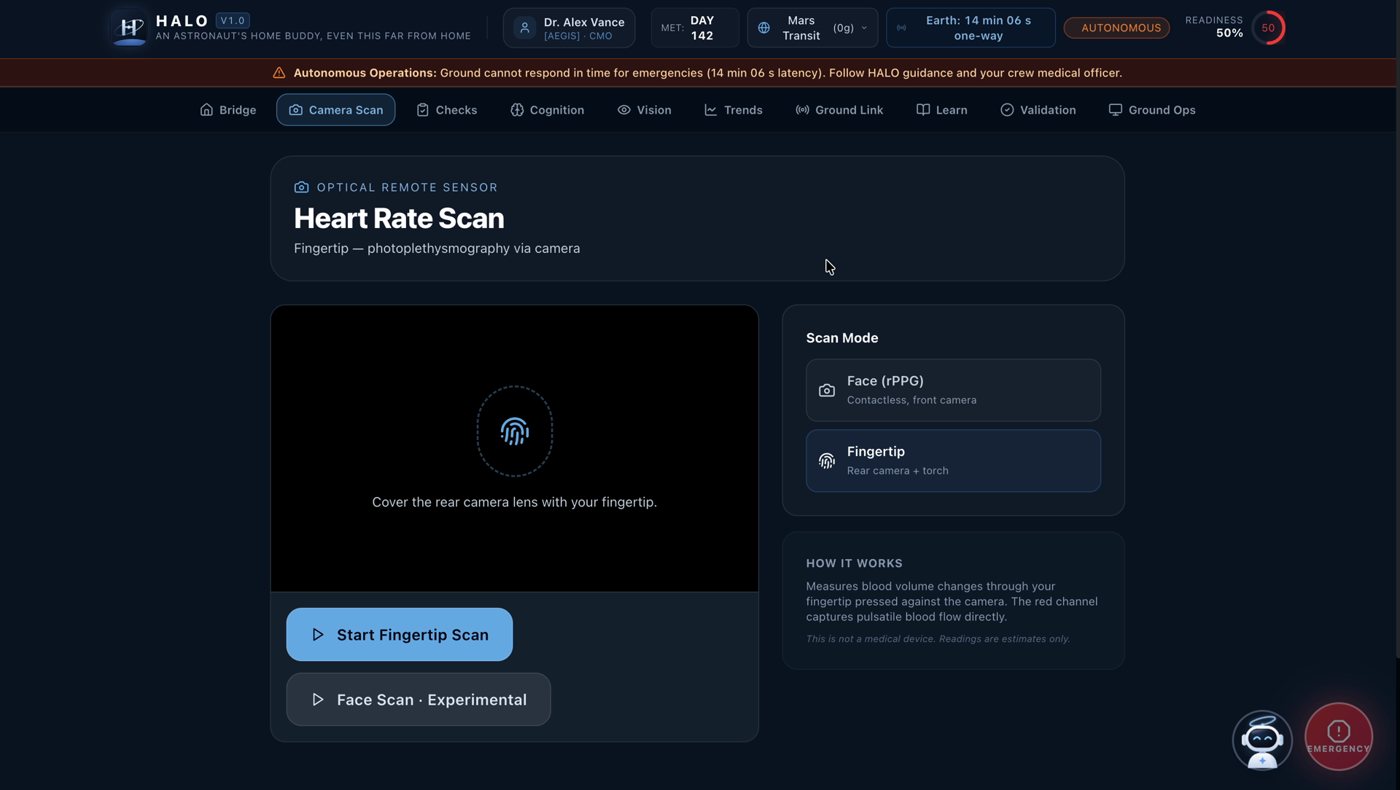 HALO V1.0
AN ASTRONAUT'S HOME BUDDY, EVEN THIS FAR FROM HOME
Dr. Alex Vance
[AEGIS] · CMO
MET: DAY 142
Mars Transit (0g)
Earth: 14 min 06 s one-way
AUTONOMOUS
READINESS
50%
50
Autonomous Operations: Ground cannot respond in time for emergencies (14 min 06 s latency). Follow HALO guidance and your crew medical officer.
Bridge
Camera Scan
Checks
Cognition
Vision
Trends
Ground Link
Learn
Validation
Ground Ops
OPTICAL REMOTE SENSOR
Heart Rate Scan
Fingertip — photoplethysmography via camera
Cover the rear camera lens with your fingertip.
Start Fingertip Scan
Face Scan · Experimental
Scan Mode
Face (rPPG)
Contactless, front camera
Fingertip
Rear camera + torch
HOW IT WORKS
Measures blood volume changes through your
fingertip pressed against the camera. The red channel
captures pulsatile blood flow directly.
This is not a medical device. Readings are estimates only.
EMERGENCY